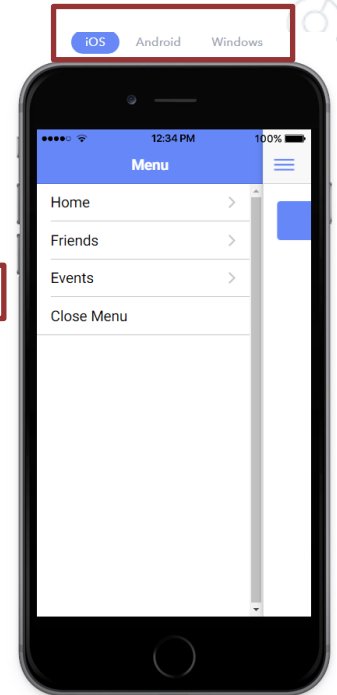 iOS Android Windows
12:34 PM 100%
Menu
Home
Friends
Events
Close Menu